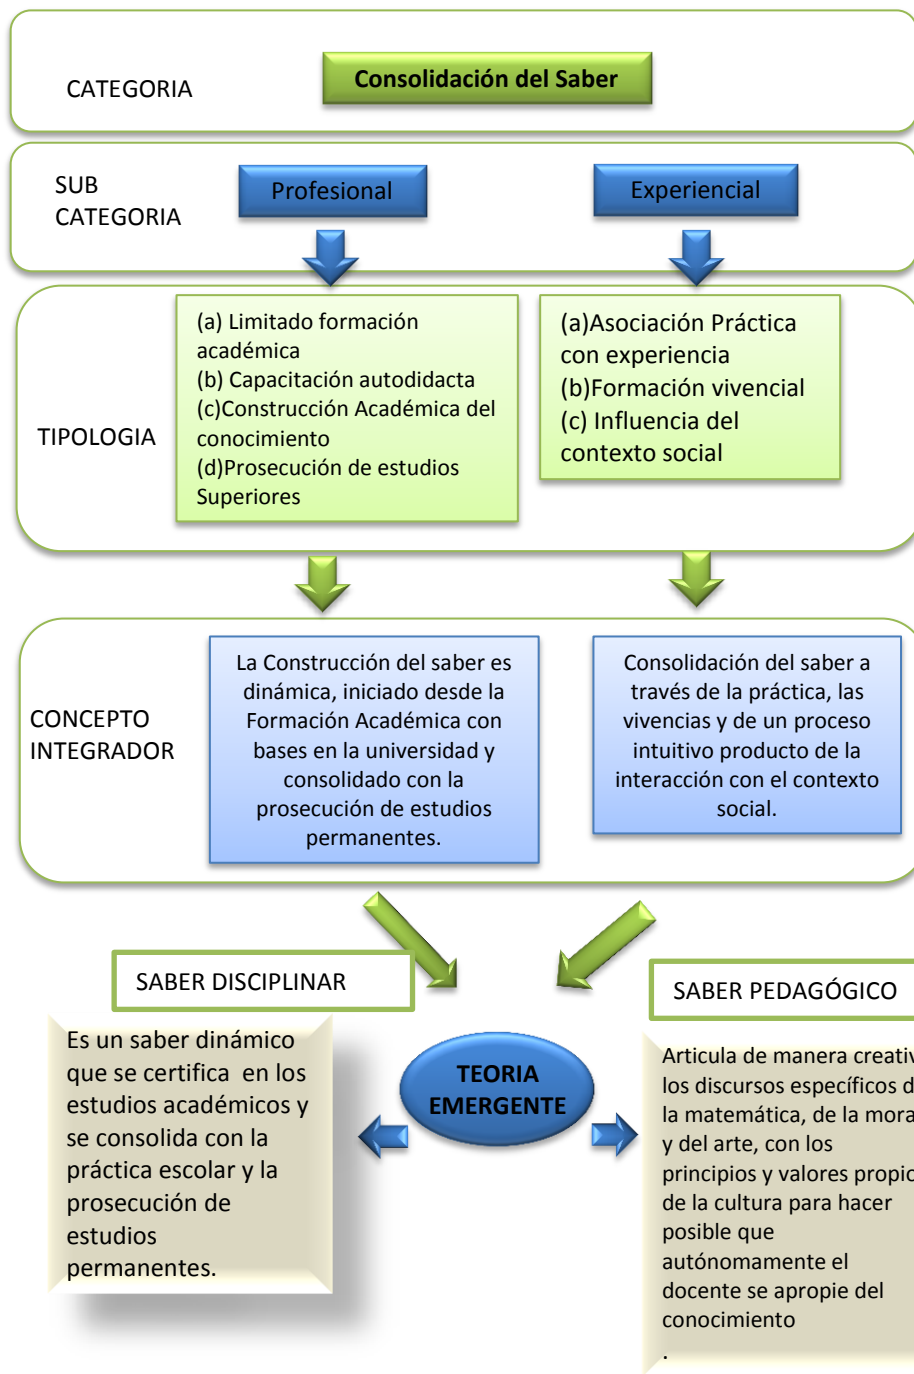 CATEGORIA
Consolidación del Saber
SUB
CATEGORIA
Profesional
Experiencial
TIPOLOGIA
(a) Limitado formación
académica
(b) Capacitación autodidacta
(c)Construcción Académica del
conocimiento
(d)Prosecución de estudios
Superiores
(a)Asociación Práctica
con experiencia
(b)Formación vivencial
(c) Influencia del
contexto social
CONCEPTO
INTEGRADOR
La Construcción del saber es
dinámica, iniciado desde la
Formación Académica con
bases en la universidad y
consolidado con la
prosecución de estudios
permanentes.
Consolidación del saber a
través de la práctica, las
vivencias y de un proceso
intuitivo producto de la
interacción con el contexto
social.
SABER DISCIPLINAR
Es un saber dinámico
que se certifica en los
estudios académicos y
se consolida con la
práctica escolar y la
prosecución de
estudios
permanentes.
TEORIA
EMERGENTE
SABER PEDAGÓGICO
Articula de manera
los discursos específicos
la matemática, de la
y del arte, con los
principios y valores
de la cultura para hacer
posible que
autónomamente el
docente se apropie del
conocimiento
.